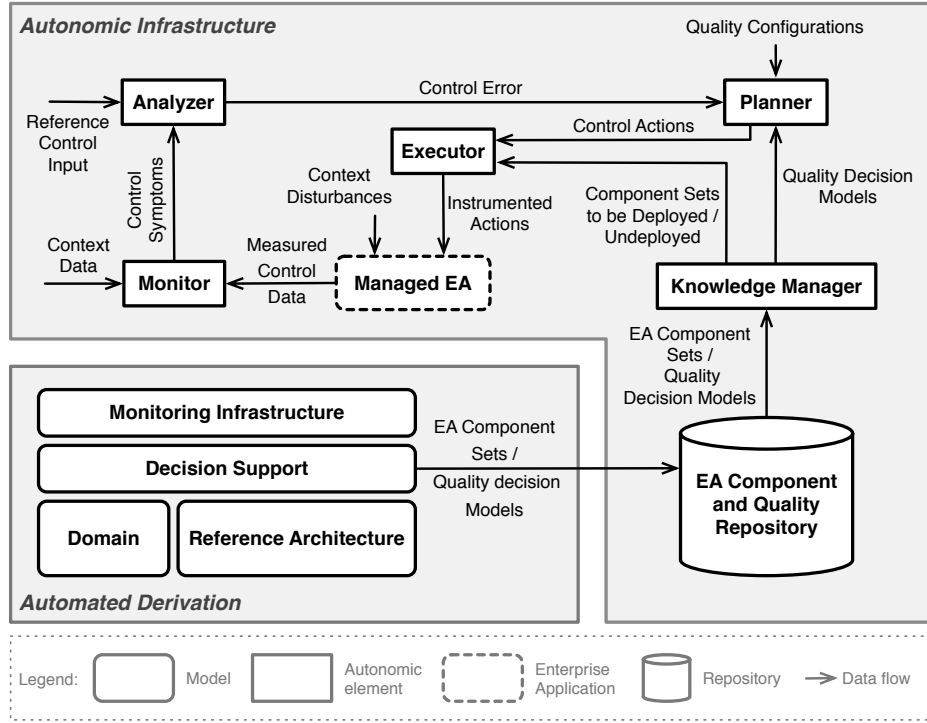 Autonomic Infrastructure
Quality Configurations
Analyzer
Control Error
Planner
Reference
Control
Input
Control Actions
Executor
Control
Symptoms
Context
Disturbances
Instrumented
Actions
Component Sets
to be Deployed /
Undeployed
Quality Decision
Models
Context
Data
Monitor
Measured
Control
Data
Managed EA
Knowledge Manager
EA Component
Sets /
Quality
Decision Models
Monitoring Infrastructure
Decision Support
Domain
Reference Architecture
EA Component
Sets /
Quality decision
Models
EA Component
and Quality
Repository
Automated Derivation
Legend:
Model
Autonomic
element
Enterprise
Application
Repository
Data flow